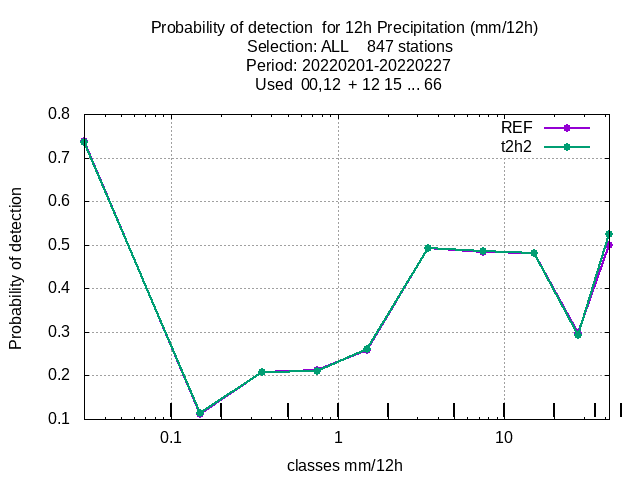 Probability of detection  for 12h Precipitation (mm/12h)
Selection: ALL    847 stations
Period: 20220201-20220227
Used  00,12  + 12 15 ... 66
REF
t2h2
0.8
0.7
0.6
0.5
0.4
0.3
0.2
0.1
Probability of detection
0.1
1
10
classes mm/12h